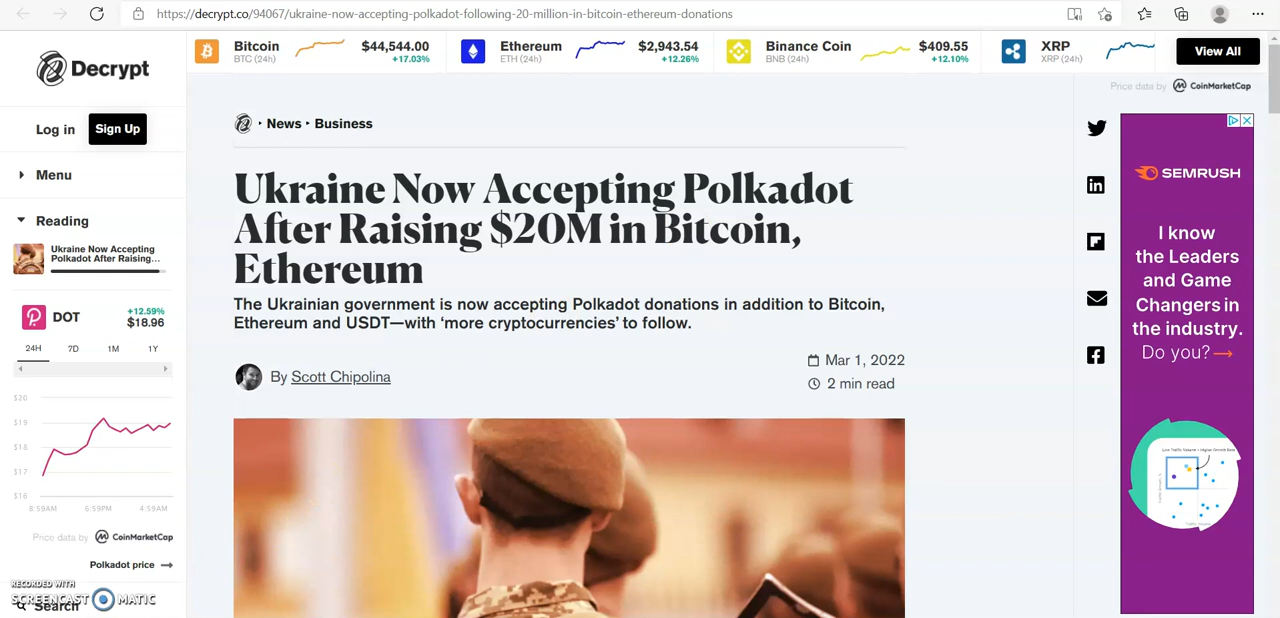 https://decrypt.co/94067/ukraine-now-accepting-polkadot-following-20-million-in-bitcoin-ethereum-donations
Decrypt
Bitcoin $44,544.00
BTC (24h) +17.03%
Ethereum $2,943.54
ETH (24h) +12.26%
Binance Coin $409.55
BNB (24h) +12.10%
XRP
XRP (24h)
View All
Price data by CoinMarketCap
Log in Sign Up
Menu
Reading
Ukraine Now Accepting
Polkadot After Raising...
DOT +12.59%
$18.96
24H 7D 1M 1Y
$20
$19
$18
$17
$16
8:59AM 6:59PM 4:59AM
Price data by CoinMarketCap
Polkadot price
RECORDED WITH
SCREENCAST MATIC
Search
News Business
Ukraine Now Accepting Polkadot
After Raising $20M in Bitcoin,
Ethereum
The Ukrainian government is now accepting Polkadot donations in addition to Bitcoin,
Ethereum and USDT—with ‘more cryptocurrencies’ to follow.
By Scott Chipolina
Mar 1, 2022
2 min read
SEMRUSH
I know
the Leaders
and Game
Changers in
the industry.
Do you?